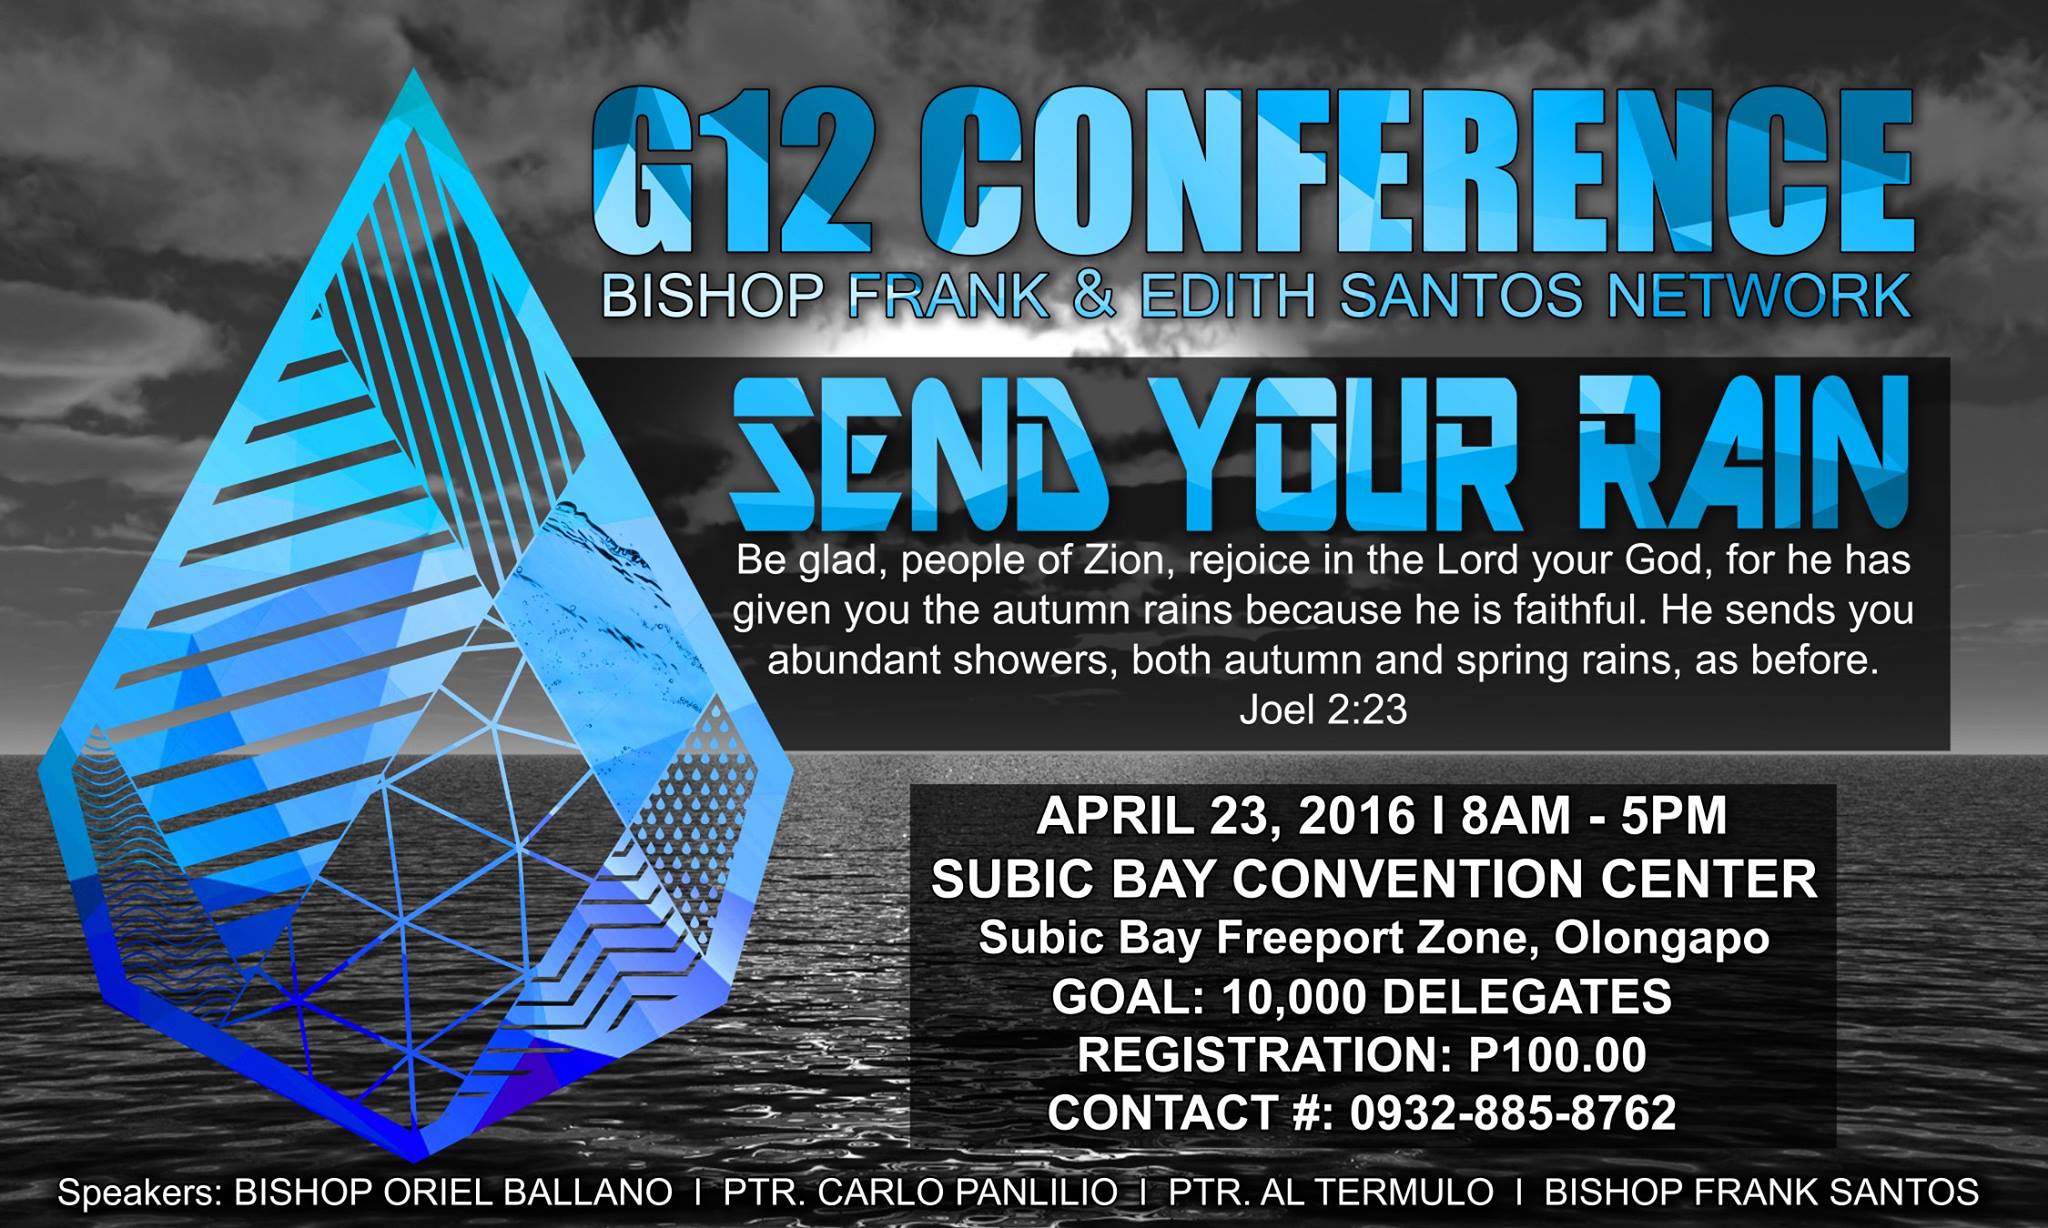 G12 CONFERENCE
BISHOP FRANK & EDITH SANTOS NETWORK
SEND YOUR RAIN
Be glad, people of Zion, rejoice in the Lord your God, for he has
given you the autumn rains because he is faithful. He sends you
abundant showers, both autumn and spring rains, as before.
Joel 2:23
APRIL 23, 2016 I 8AM - 5PM
SUBIC BAY CONVENTION CENTER
Subic Bay Freeport Zone, Olongapo
GOAL: 10,000 DELEGATES
REGISTRATION: P100.00
CONTACT #: 0932-885-8762
Speakers: BISHOP ORIEL BALLANO I PTR. CARLO PANLILIO I PTR. AL TERMULO I BISHOP FRANK SANTOS